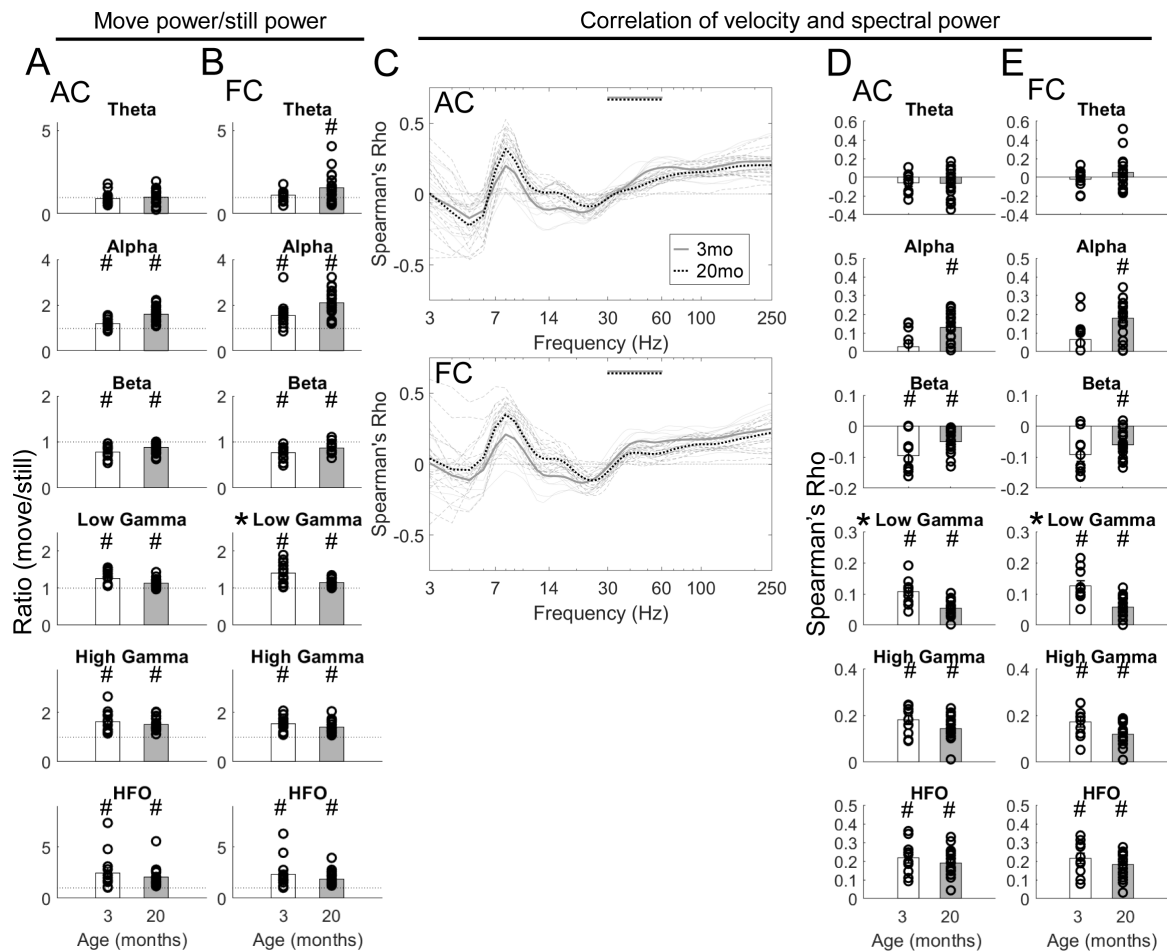 Move power/still power
Correlation of velocity and spectral power
A
AC
Ratio (move/still)
Theta
5
0
Alpha
# #
4
2
0
Beta
# #
2
1
0
Low Gamma
# #
2
1
0
High Gamma
# #
2
0
HFO
# #
5
0
3 20
Age (months)
B
FC
Theta
#
5
0
Alpha
# #
4
2
0
Beta
# #
2
1
0
* Low Gamma
# #
2
1
0
High Gamma
# #
2
0
HFO
# #
5
0
3 20
Age (months)
C
AC
Spearman's Rho
0.5
0
-0.5
3mo
20mo
3 7 14 30 60 100 250
Frequency (Hz)
FC
Spearman's Rho
0.5
0
-0.5
3 7 14 30 60 100 250
Frequency (Hz)
D
AC
Spearman's Rho
Theta
0.6
0.4
0.2
0
-0.2
-0.4
Alpha
#
0.5
0.4
0.3
0.2
0.1
0
Beta
# #
0.1
0
-0.1
-0.2
* Low Gamma
# #
0.3
0.2
0.1
0
High Gamma
# #
0.4
0.2
0
HFO
# #
0.5
0.4
0.3
0.2
0.1
0
3 20
Age (months)
E
FC
Theta
0.6
0.4
0.2
0
-0.2
-0.4
Alpha
#
0.5
0.4
0.3
0.2
0.1
0
Beta
#
0.1
0
-0.1
-0.2
* Low Gamma
# #
0.3
0.2
0.1
0
High Gamma
# #
0.4
0.2
0
HFO
# #
0.5
0.4
0.3
0.2
0.1
0
3 20
Age (months)